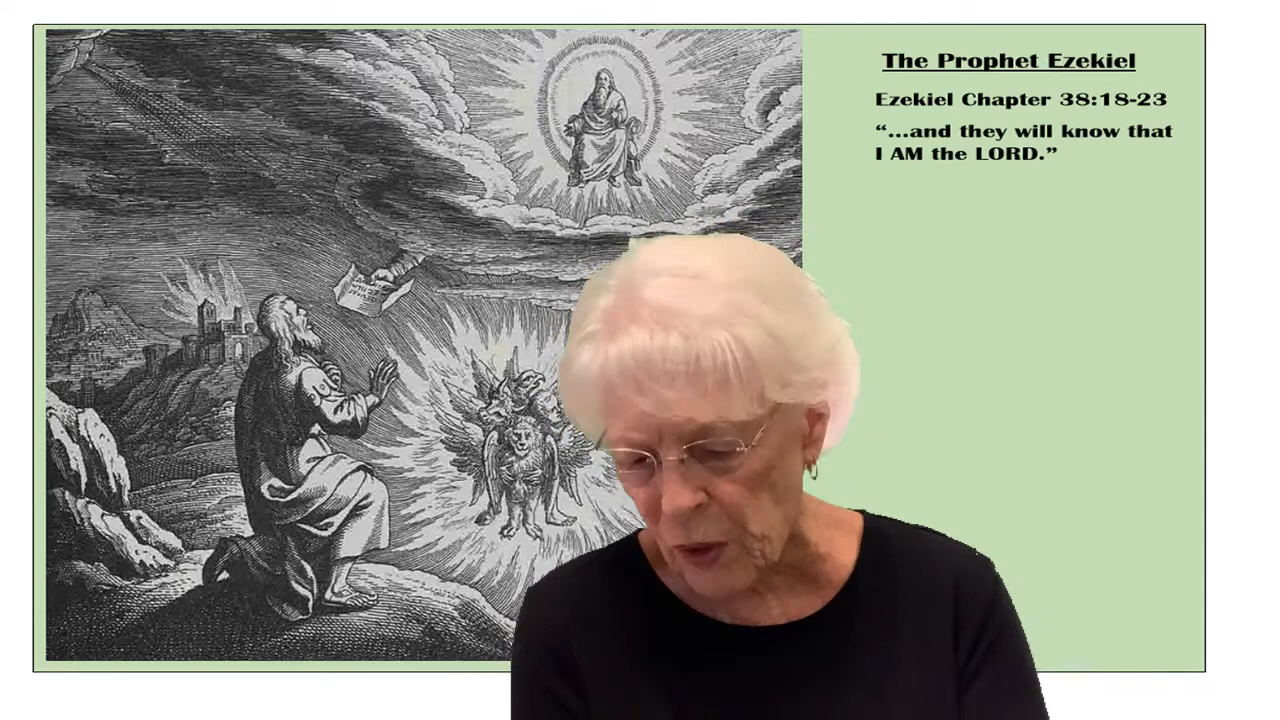 The Prophet Ezekiel
Ezekiel Chapter 38:18-23
“...and they will know that
I AM the LORD.”